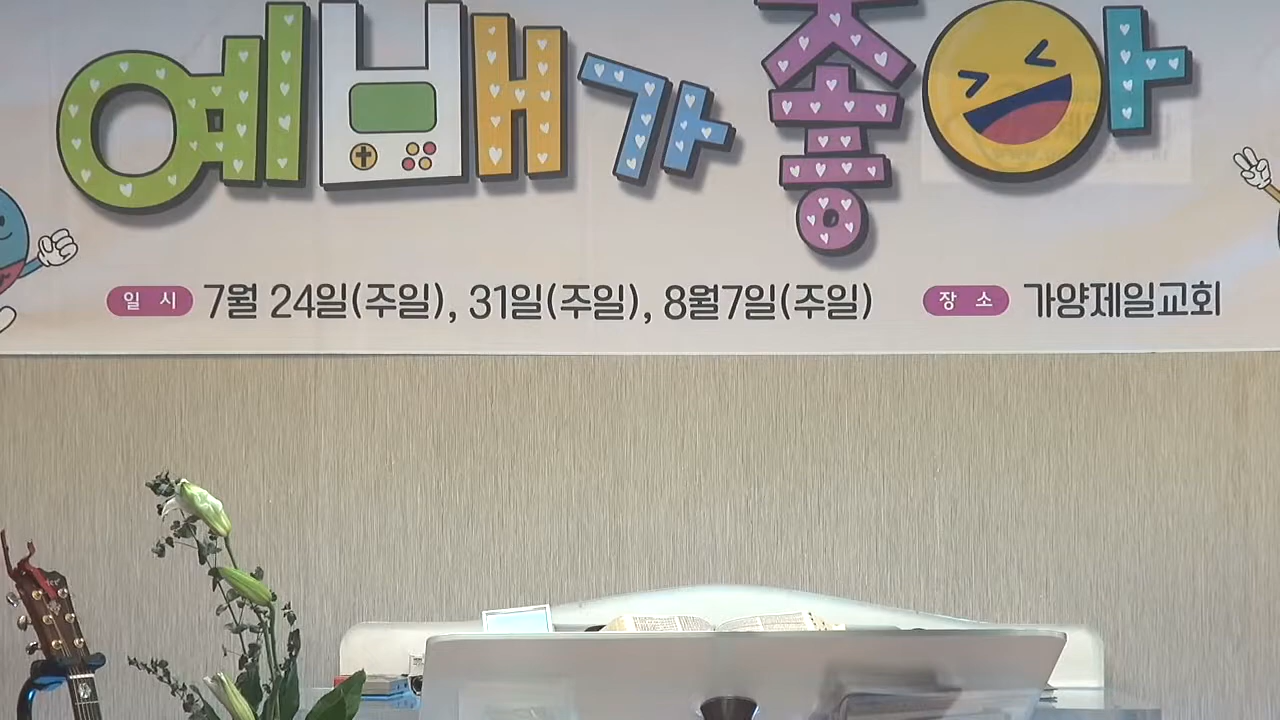 예배가 좋아
일 시 7월 24일(주일), 31일(주일), 8월7일(주일) 장 소 가양제일교회